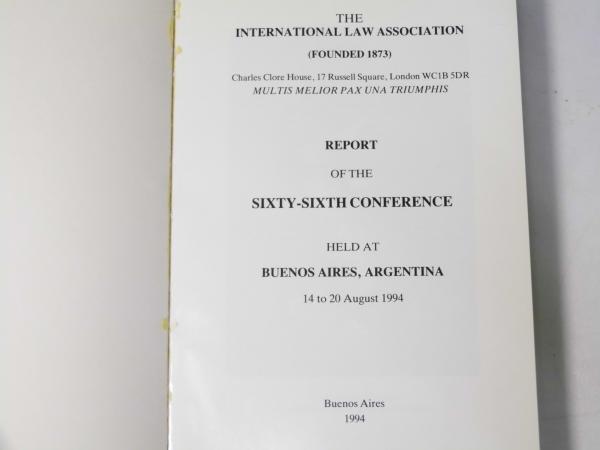 THE
INTERNATIONAL LAW ASSOCIATION
(FOUNDED 1873)
Charles Clore House, 17 Russell Square, London WC1B 5DR
MULTIS MELIOR PAX UNA TRIUMPHIS
REPORT
OF THE
SIXTY-SIXTH CONFERENCE
HELD AT
BUENOS AIRES, ARGENTINA
14 to 20 August 1994
Buenos Aires
1994